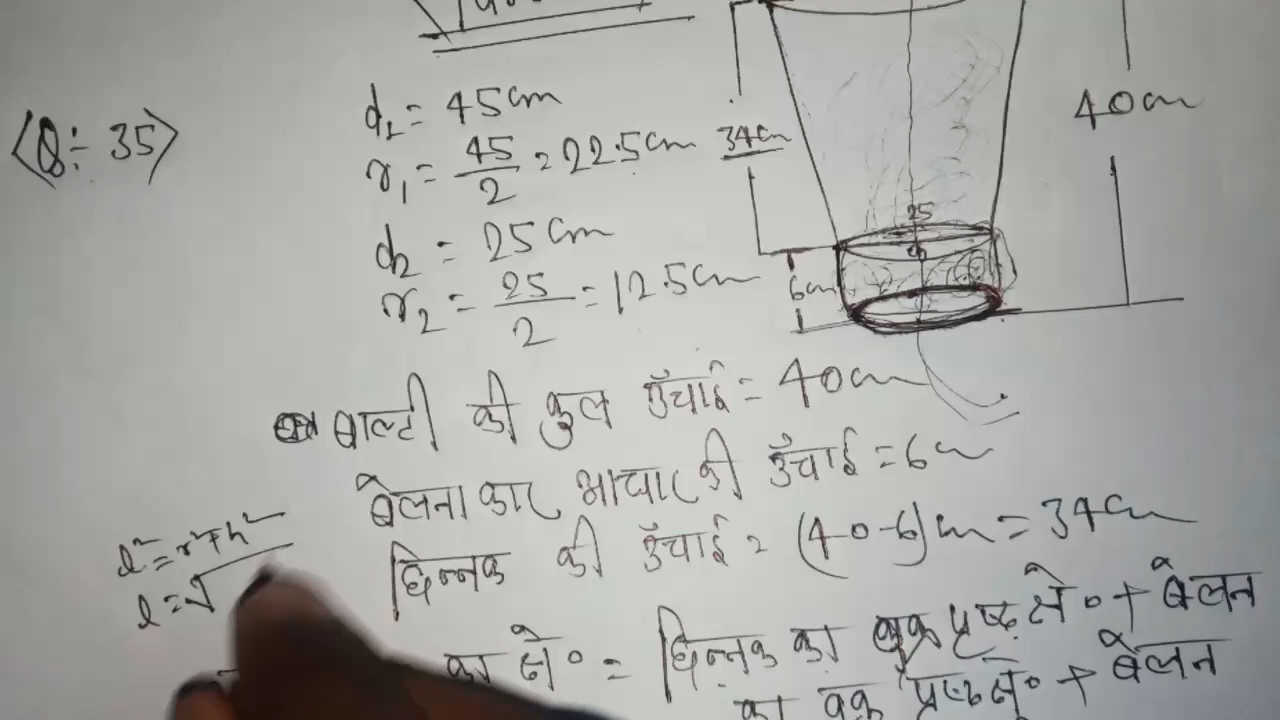 <Q÷ 35>
d₁ = 45cm
r₁ = 45/2 = 22.5cm
d₂ = 25cm
r₂ = 25/2 = 12.5cm
34cm
40cm
25
6cm
बाल्टी की कुल उँचाई = 40cm
बेलनाकार आधार की उँचाई = 6cm
छिन्नक की उँचाई = (40-6)cm = 34cm
l² = r²+h²
l = √
का क्षे० = छिन्नक का वक्र पृष्ठ क्षे० + बेलन
का वक्र पृष्ठ क्षे० + बेलन